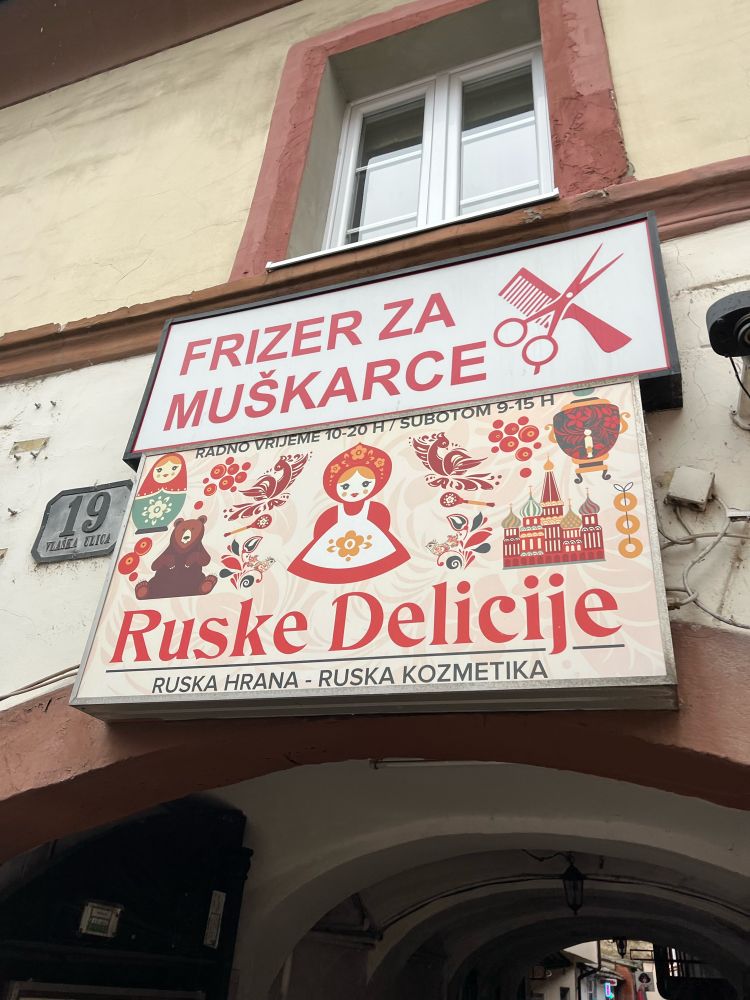 FRIZER ZA
MUŠKARCE
RADNO VRIJEME 10-20 H / SUBOTOM 9-15 H
19
VLAŠKA ULICA
Ruske Delicije
RUSKA HRANA - RUSKA KOZMETIKA